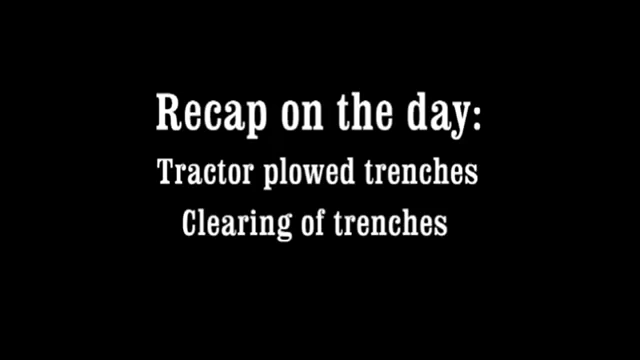 Recap on the day:
Tractor plowed trenches
Clearing of trenches